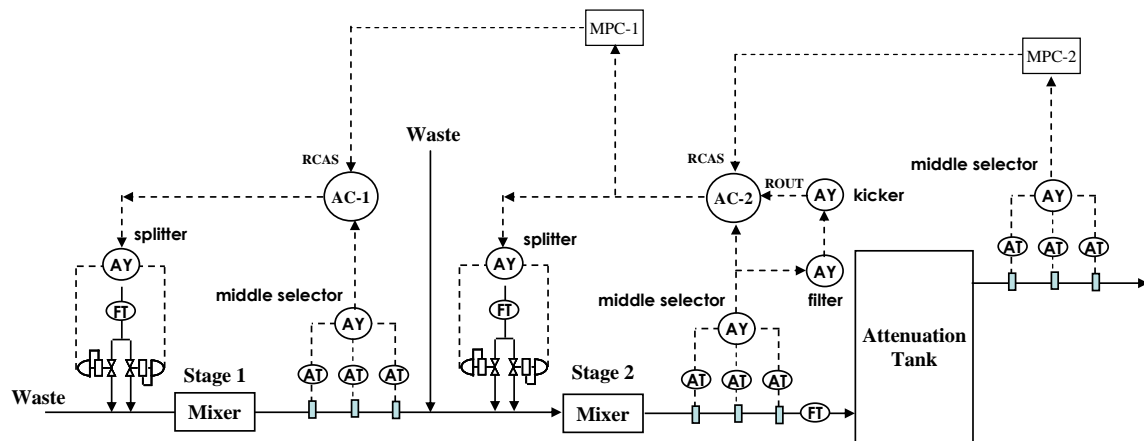 MPC-1
MPC-2
Waste
RCAS
RCAS
middle selector
AC-1
AC-2
ROUT
AY
kicker
AY
splitter
splitter
AT
AT
AT
AY
AY
AY
filter
middle selector
middle selector
FT
FT
AY
AY
Attenuation
Tank
Stage 1
AT
AT
AT
Stage 2
AT
AT
AT
Waste
Mixer
Mixer
FT